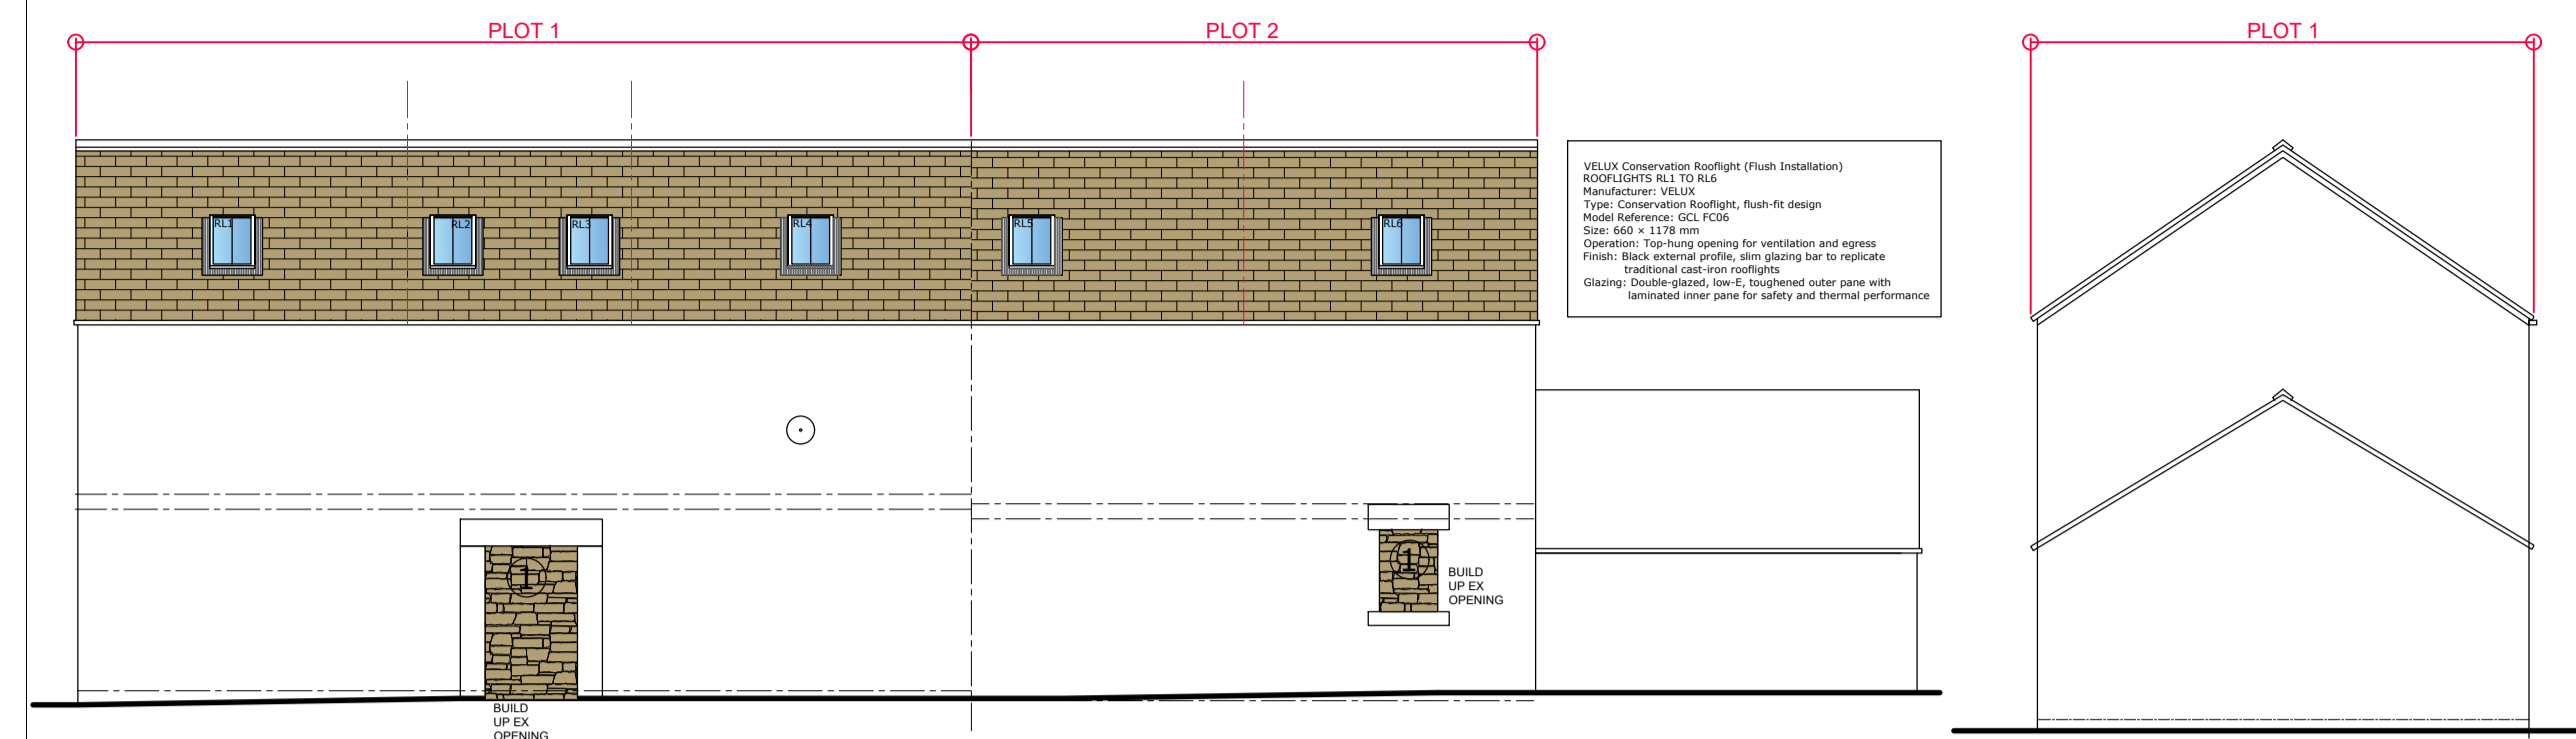 PLOT 1
PLOT 2
PLOT 1
VELUX Conservation Rooflight (Flush Installation)
ROOFLIGHTS RL1 TO RL6
Manufacturer: VELUX
Type: Conservation Rooflight, flush-fit design
Model Reference: GCL FC06
Size: 660 × 1178 mm
Operation: Top-hung opening for ventilation and egress
Finish: Black external profile, slim glazing bar to replicate
traditional cast-iron rooflights
Glazing: Double-glazed, low-E, toughened outer pane with
laminated inner pane for safety and thermal performance
RL1
RL2
RL3
RL4
RL5
RL6
1
BUILD
UP EX
OPENING
1
BUILD
UP EX
OPENING